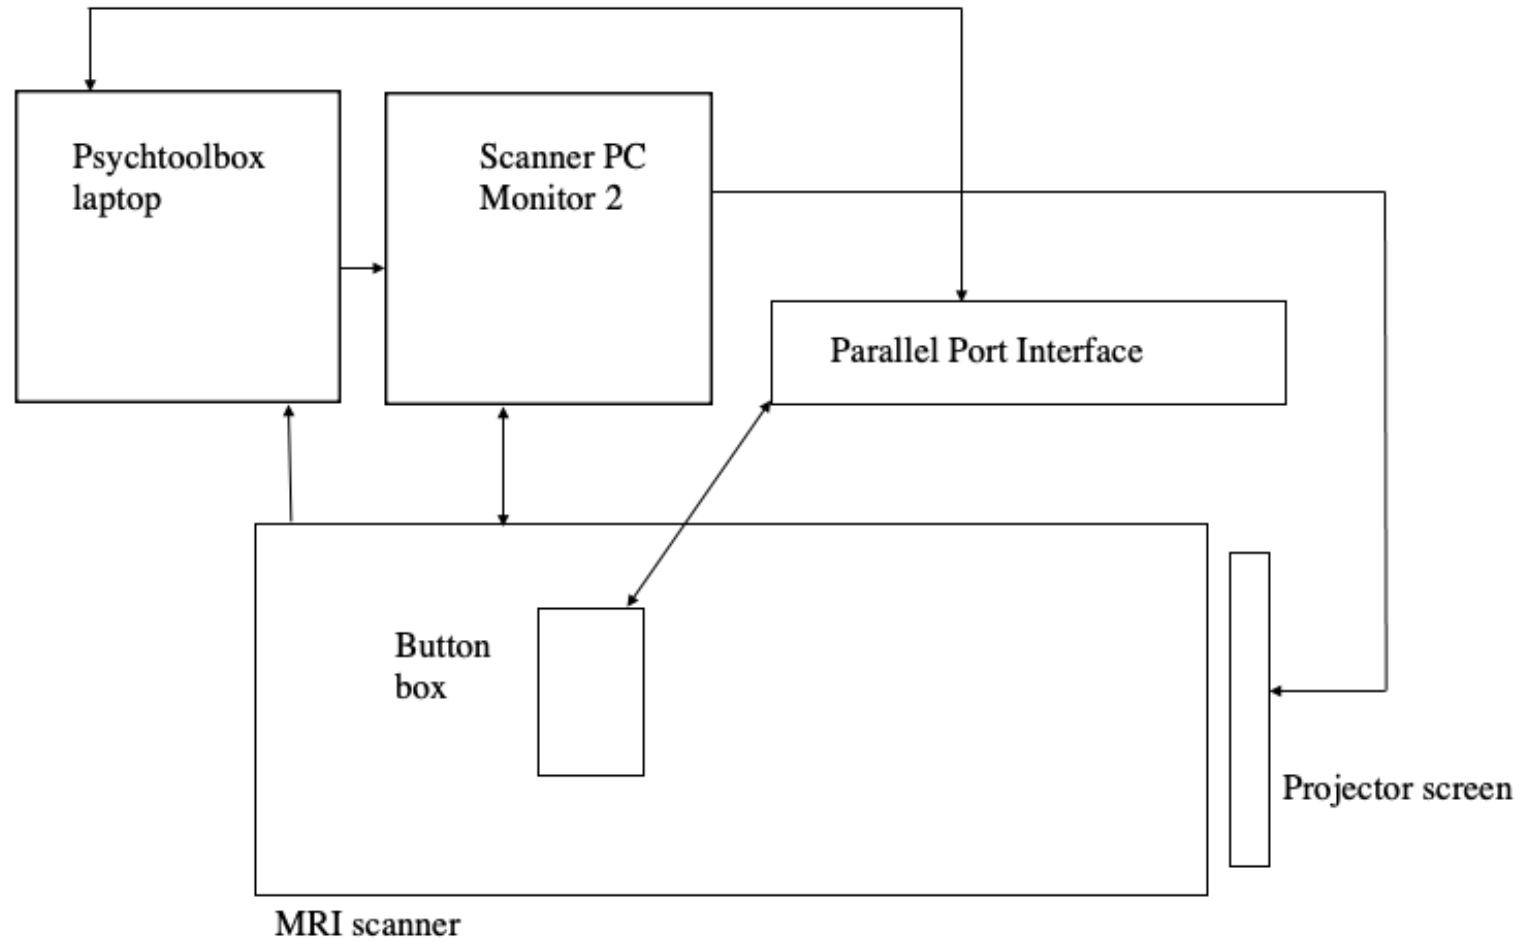 Psychtoolbox
laptop
Scanner PC
Monitor 2
Parallel Port Interface
Button
box
Projector screen
MRI scanner